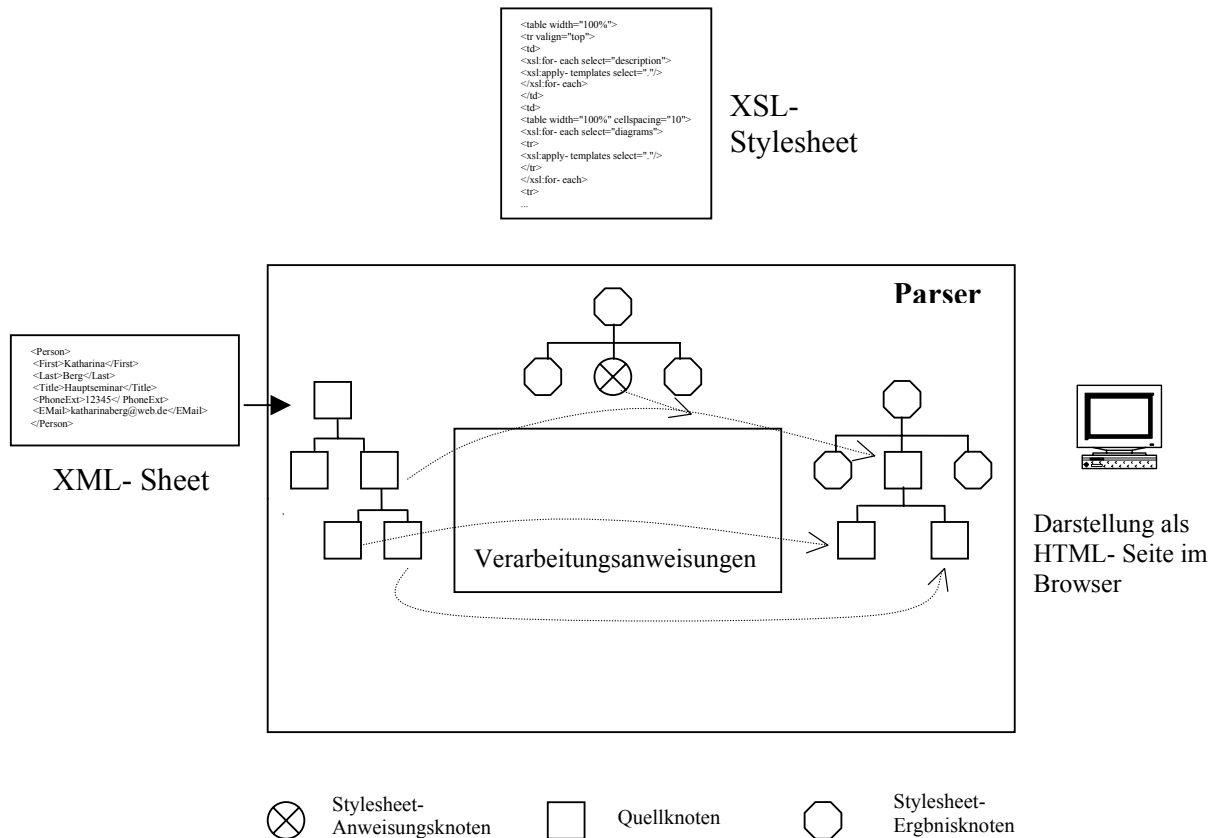 <table width="100%">
<tr valign="top">
<td>
<xsl:for- each select="description">
<xsl:apply- templates select="."/>
</xsl:for- each>
</td>
<td>
<table width="100%" cellspacing="10">
<xsl:for- each select="diagrams">
<tr>
<xsl:apply- templates select="."/>
</tr>
</xsl:for- each>
<tr>
...
XSL-
Stylesheet
Parser
<Person>
<First>Katharina</First>
<Last>Berg</Last>
<Title>Hauptseminar</Title>
<PhoneExt>12345</ PhoneExt>
<EMail>katharinaberg@web.de</EMail>
</Person>
XML- Sheet
Verarbeitungsanweisungen
Darstellung als
HTML- Seite im
Browser
Stylesheet-
Anweisungsknoten
Quellknoten
Stylesheet-
Ergbnisknoten